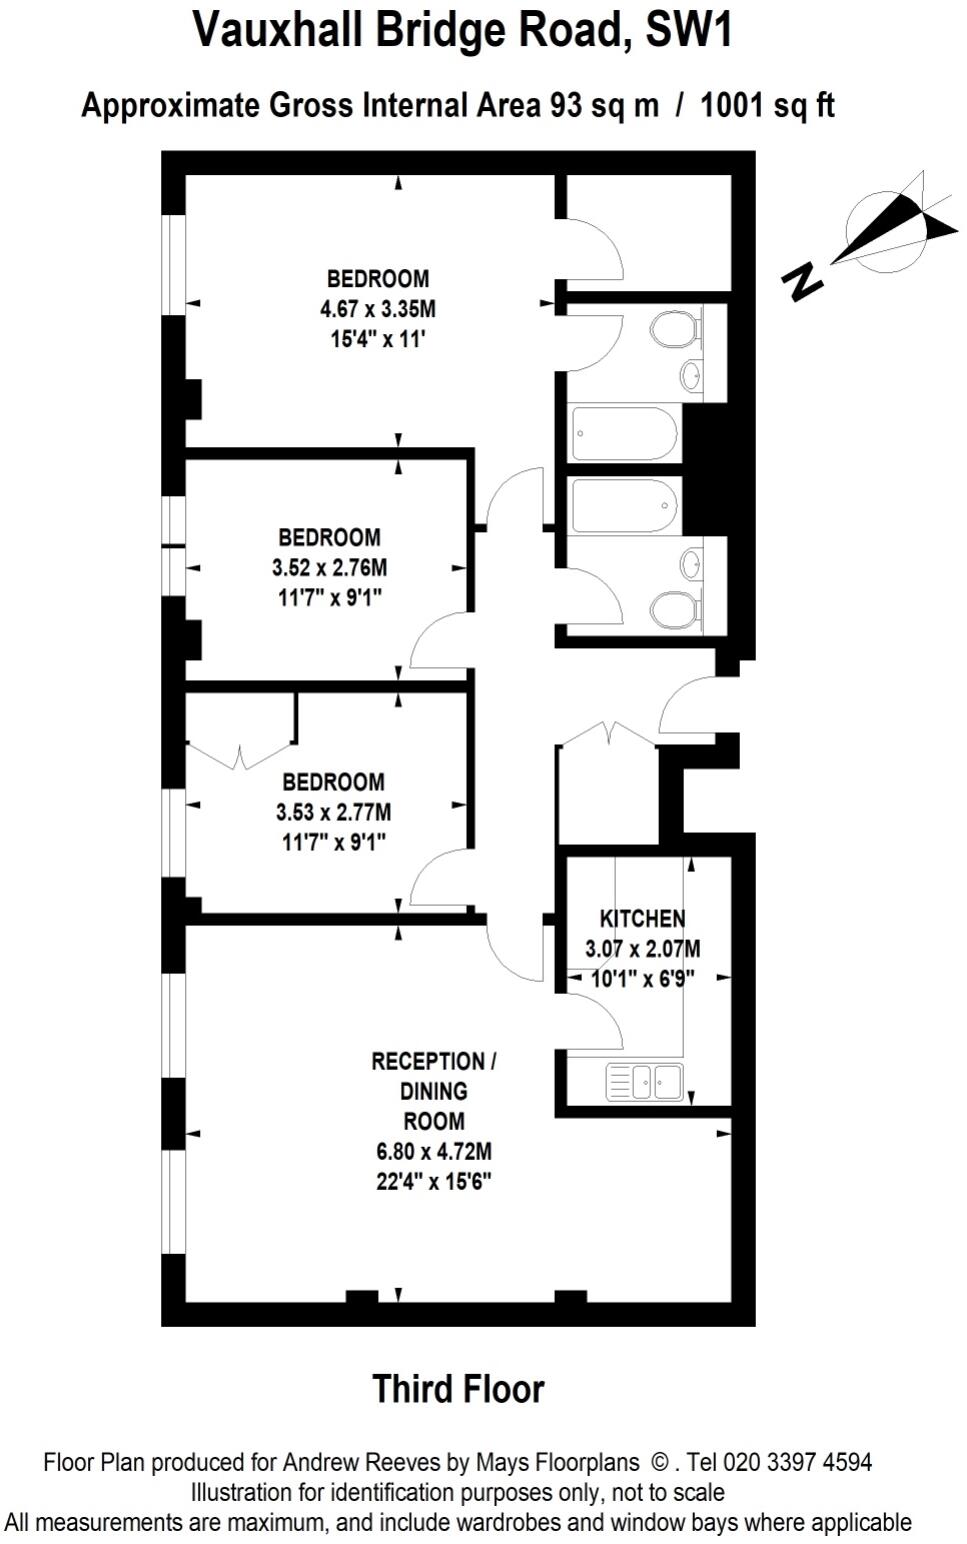 Vauxhall Bridge Road, SW1
Approximate Gross Internal Area 93 sq m / 1001 sq ft
N
BEDROOM
4.67 x 3.35M
15'4" x 11'
BEDROOM
3.52 x 2.76M
11'7" x 9'1"
BEDROOM
3.53 x 2.77M
11'7" x 9'1"
KITCHEN
3.07 x 2.07M
10'1" x 6'9"
RECEPTION /
DINING
ROOM
6.80 x 4.72M
22'4" x 15'6"
Third Floor
Floor Plan produced for Andrew Reeves by Mays Floorplans © . Tel 020 3397 4594
Illustration for identification purposes only, not to scale
All measurements are maximum, and include wardrobes and window bays where applicable